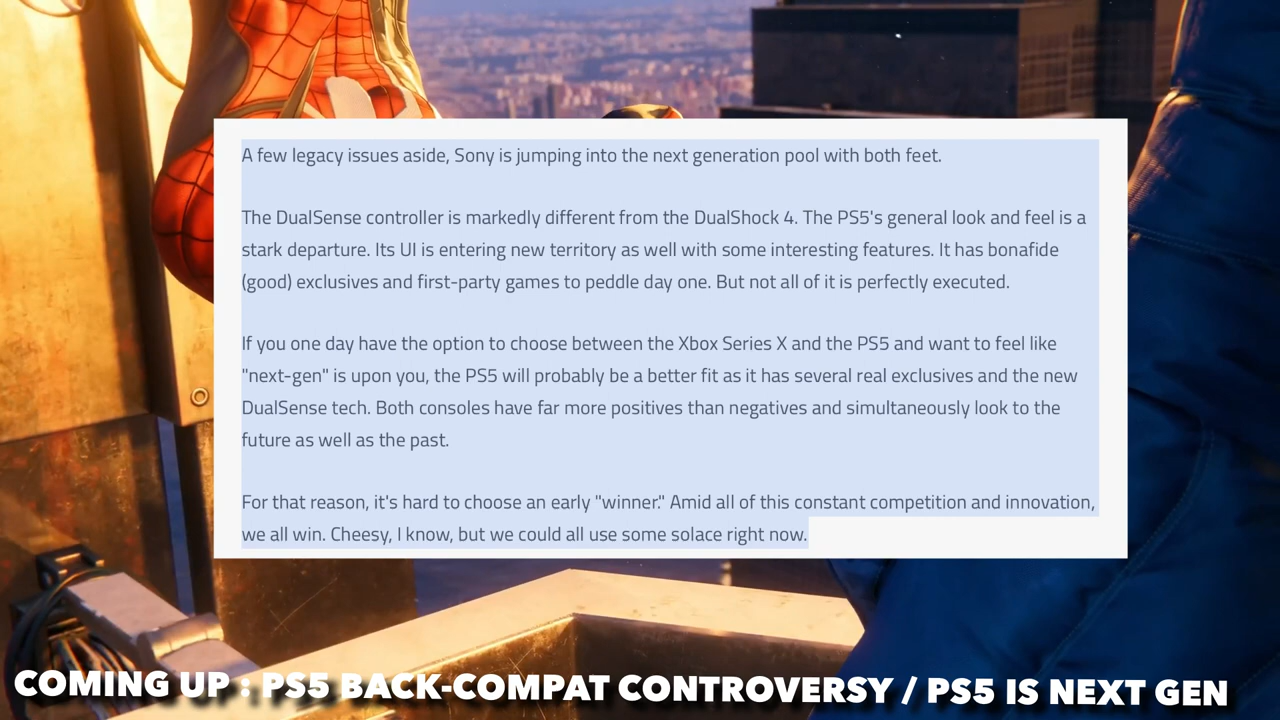 A few legacy issues aside, Sony is jumping into the next generation pool with both feet.
The DualSense controller is markedly different from the DualShock 4. The PS5's general look and feel is a
stark departure. Its UI is entering new territory as well with some interesting features. It has bonafide
(good) exclusives and first-party games to peddle day one. But not all of it is perfectly executed.
If you one day have the option to choose between the Xbox Series X and the PS5 and want to feel like
"next-gen" is upon you, the PS5 will probably be a better fit as it has several real exclusives and the new
DualSense tech. Both consoles have far more positives than negatives and simultaneously look to the
future as well as the past.
For that reason, it's hard to choose an early "winner." Amid all of this constant competition and innovation,
we all win. Cheesy, I know, but we could all use some solace right now.
COMING UP : PS5 BACK-COMPAT CONTROVERSY / PS5 IS NEXT GEN